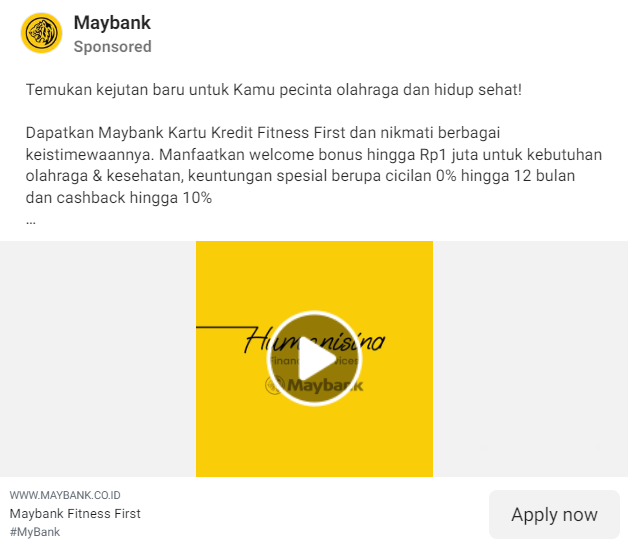 Maybank
Sponsored
Temukan kejutan baru untuk Kamu pecinta olahraga dan hidup sehat!
Dapatkan Maybank Kartu Kredit Fitness First dan nikmati berbagai
keistimewaannya. Manfaatkan welcome bonus hingga Rp1 juta untuk kebutuhan
olahraga & kesehatan, keuntungan spesial berupa cicilan 0% hingga 12 bulan
dan cashback hingga 10%
...
Humanising
Financial Services
Maybank
WWW.MAYBANK.CO.ID
Maybank Fitness First
#MyBank
Apply now